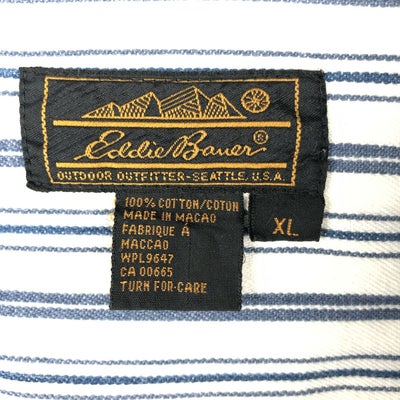 Eddie Bauer®
OUTDOOR OUTFITTER-SEATTLE, U.S.A.
100% COTTON/COTON
MADE IN MACAO
FABRIQUE À
MACCAO
WPL9647
CA 00665
TURN FOR CARE
XL